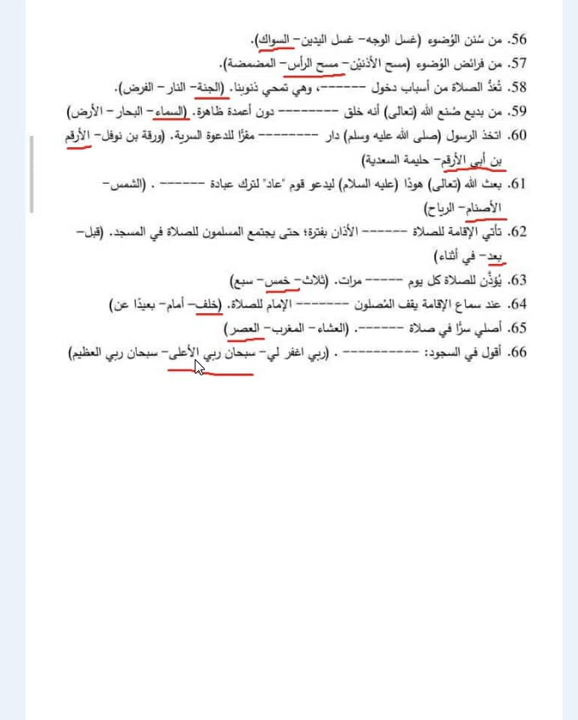 56. من سُنن الوُضوء (غسل الوجه- غسل اليدين- السواك).
57. من فرائض الوُضوء (مسح الأذنيْن- مسح الرأس- المضمضة).
58. تُعَدُّ الصلاة من أسباب دخول ------، وهي تمحي ذنوبنا. (الجنة- النار- الفرض).
59. من بديع صُنع الله (تعالى) أنه خلق -------- دون أعمدة ظاهرة. (السماء- البحار- الأرض)
60. اتخذ الرسول (صلى الله عليه وسلم) دار -------- مقرًّا للدعوة السرية. (ورقة بن نوفل- الأرقم
بن أبي الأرقم- حليمة السعدية)
61. بعث الله (تعالى) هودًا (عليه السلام) ليدعو قوم "عاد" لترك عبادة ------ . (الشمس-
الأصنام- الرياح)
62. تأتي الإقامة للصلاة ------ الأذان بفترة؛ حتى يجتمع المسلمون للصلاة في المسجد. (قبل-
بعد- في أثناء)
63. يُؤذَّن للصلاة كل يوم ----- مرات. (ثلاث- خمس- سبع)
64. عند سماع الإقامة يقف المُصلون ------- الإمام للصلاة. (خلف- أمام- بعيدًا عن)
65. أصلي سرًّا في صلاة ------. (العشاء- المغرب- العصر)
66. أقول في السجود: ---------- . (ربي اغفر لي- سبحان ربي الأعلى- سبحان ربي العظيم)